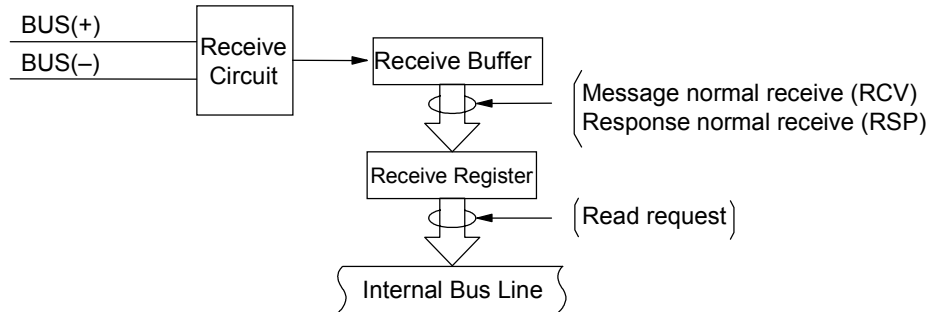 BUS(+)
BUS(–)
Receive
Circuit
Receive Buffer
Message normal receive (RCV)
Response normal receive (RSP)
Receive Register
Read request
Internal Bus Line